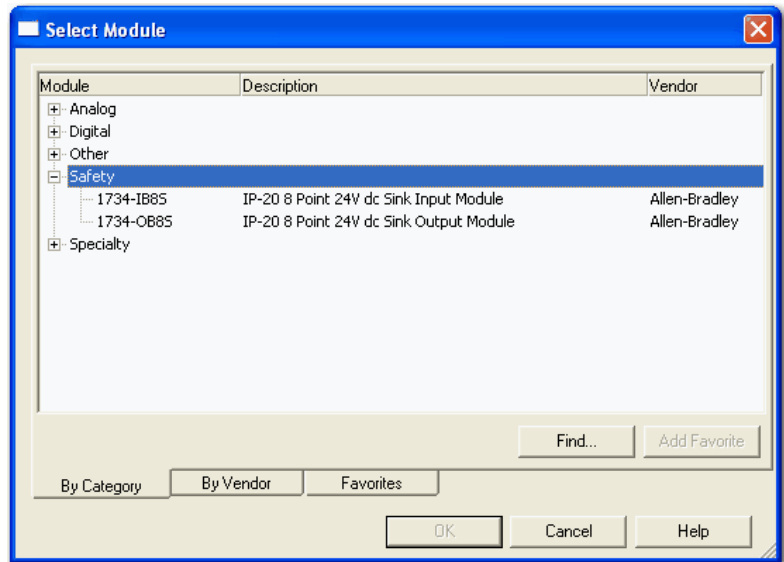 Select Module
Module Description Vendor
Analog
Digital
Other
Safety
1734-IB8S IP-20 8 Point 24V dc Sink Input Module Allen-Bradley
1734-OB8S IP-20 8 Point 24V dc Sink Output Module Allen-Bradley
Specialty
Find... Add Favorite
By Category By Vendor Favorites
OK Cancel Help